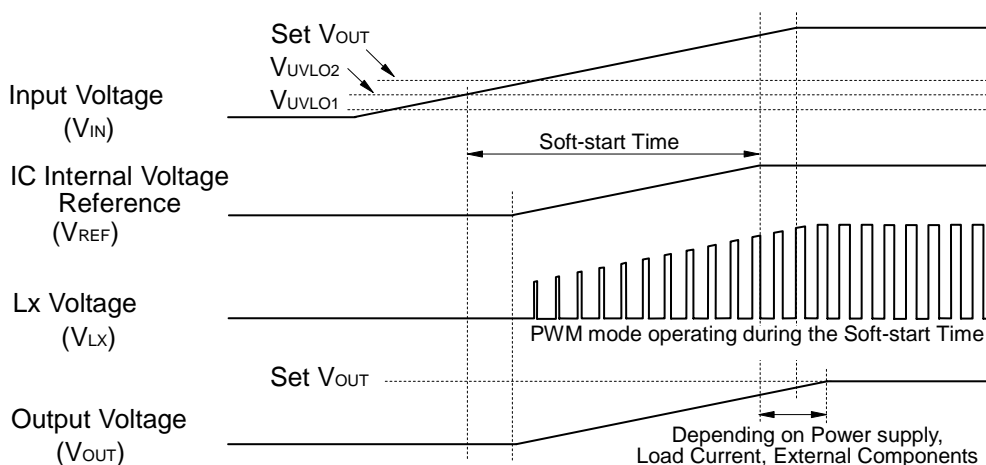 Set VOUT
VUVLO2
VUVLO1
Input Voltage
(VIN)
Soft-start Time
IC Internal Voltage
Reference
(VREF)
Lx Voltage
(VLX)
PWM mode operating during the Soft-start Time
Set VOUT
Output Voltage
(VOUT)
Depending on Power supply,
Load Current, External Components